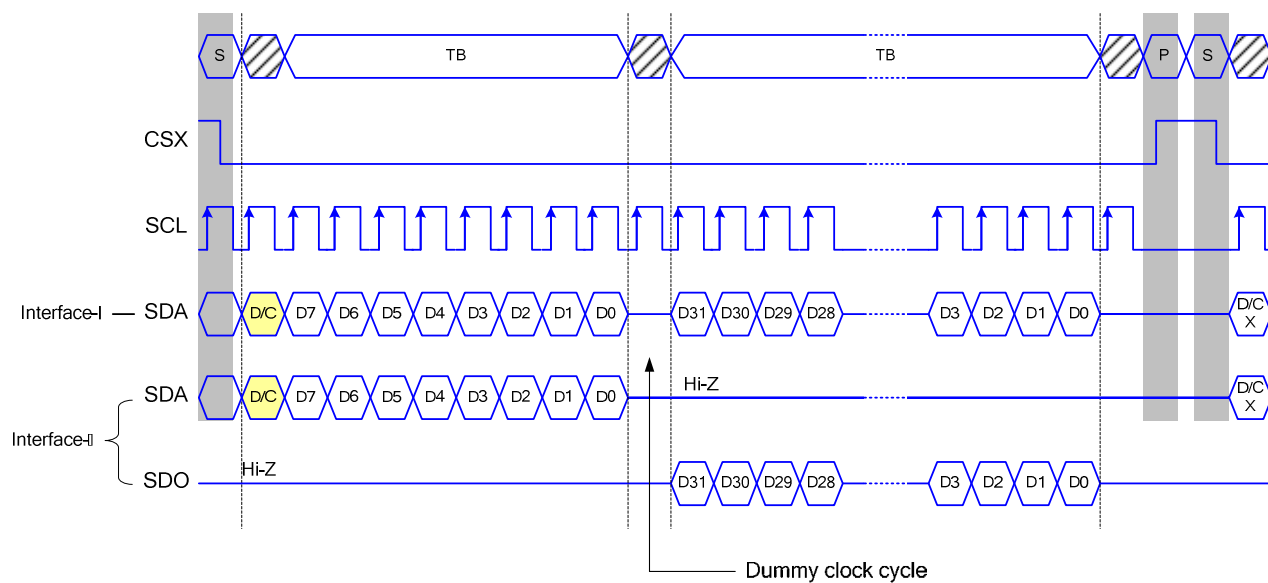 S TB TB P S
CSX
SCL
Interface-I SDA D/C D7 D6 D5 D4 D3 D2 D1 D0 D31 D30 D29 D28 D3 D2 D1 D0 D/C
X
SDA D/C D7 D6 D5 D4 D3 D2 D1 D0 Hi-Z D/C
X
Interface-▯
SDO Hi-Z D31 D30 D29 D28 D3 D2 D1 D0
Dummy clock cycle